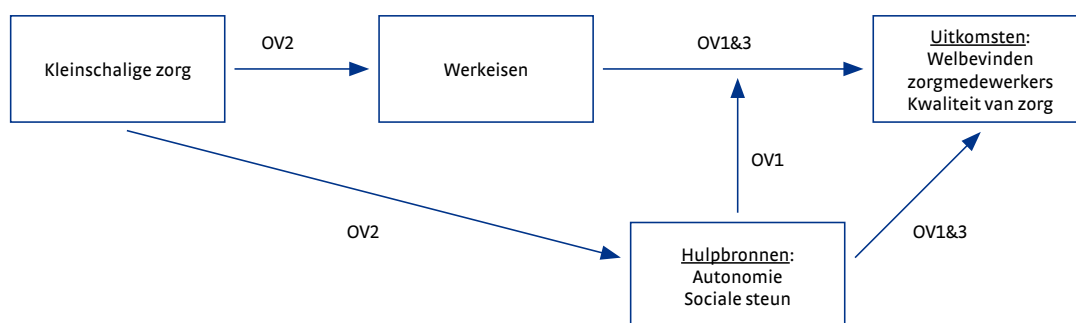 Kleinschalige zorg
OV2
Werkeisen
OV1&3
Uitkomsten:
Welbevinden
zorgmedewerkers
Kwaliteit van zorg
OV1
OV2
OV1&3
Hulpbronnen:
Autonomie
Sociale steun